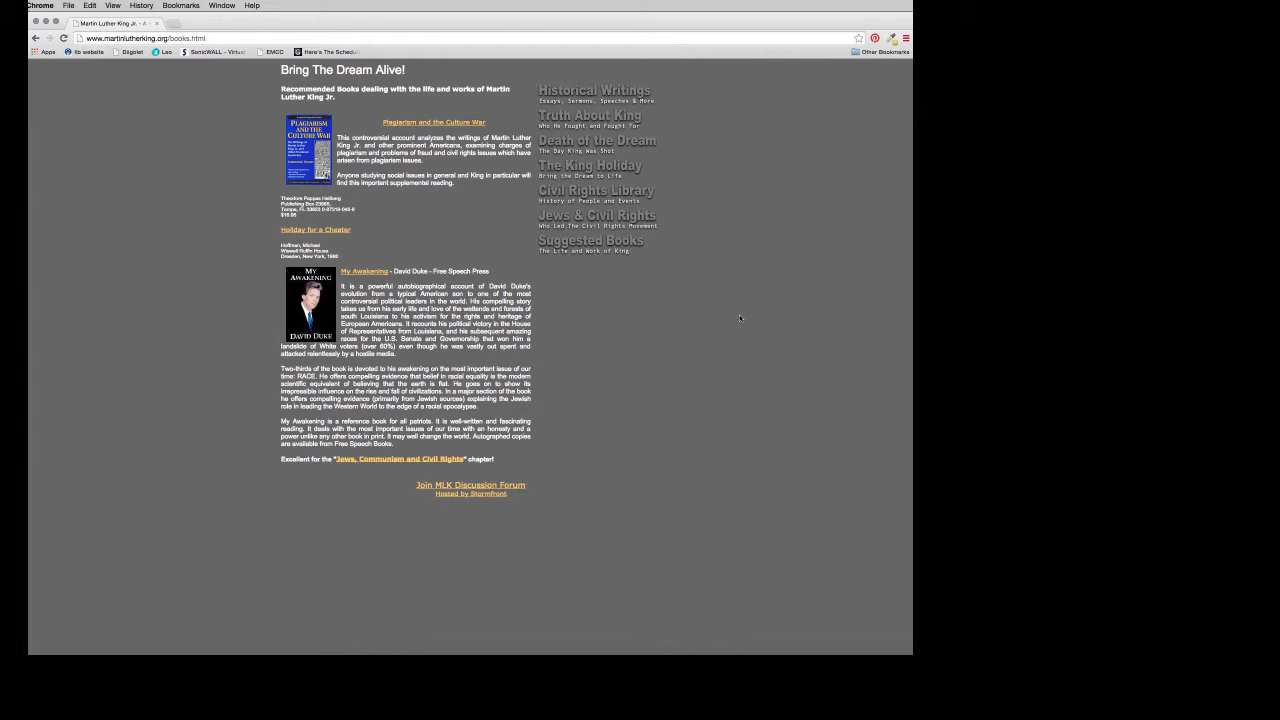 Chrome File Edit View History Bookmarks Window Help
Martin Luther King Jr. - A
www.martinlutherking.org/books.html
Apps lib website Diigolet Leo SonicWALL - Virtua EMCC Here's The Schedu Other Bookmarks
Bring The Dream Alive!
Recommended Books dealing with the life and works of Martin
Luther King Jr.
PLAGIARISM
AND THE
CULTURE WAR
Plagiarism and the Culture War
This controversial account analyzes the writings of Martin Luther
King Jr. and other prominent Americans, examining charges of
plagiarism and problems of fraud and civil rights issues which have
arisen from plagiarism issues.
Anyone studying social issues in general and King in particular will
find this important supplemental reading.
Theodore Pappas Hallberg
Publishing Box 23985,
Tampa, FL 33623 0-87319-045-9
$16.95
Holiday for a Cheater
Hoffman, Michael
Wiswell Ruffin House
Dresden, New York, 1992
MY
AWAKENING
DAVID DUKE
My Awakening - David Duke - Free Speech Press
It is a powerful autobiographical account of David Duke's
evolution from a typical American son to one of the most
controversial political leaders in the world. His compelling story
takes us from his early life and love of the wetlands and forests of
south Louisiana to his activism for the rights and heritage of
European Americans. It recounts his political victory in the House
of Representatives from Louisiana, and his subsequent amazing
races for the U.S. Senate and Governorship that won him a
landslide of White voters (over 60%) even though he was vastly out spent and
attacked relentlessly by a hostile media.
Two-thirds of the book is devoted to his awakening on the most important issue of our
time: RACE. He offers compelling evidence that belief in racial equality is the modern
scientific equivalent of believing that the earth is flat. He goes on to show its
irrepressible influence on the rise and fall of civilizations. In a major section of the book
he offers compelling evidence (primarily from Jewish sources) explaining the Jewish
role in leading the Western World to the edge of a racial apocalypse.
My Awakening is a reference book for all patriots. It is well-written and fascinating
reading. It deals with the most important issues of our time with an honesty and a
power unlike any other book in print. It may well change the world. Autographed copies
are available from Free Speech Books.
Excellent for the "Jews, Communism and Civil Rights" chapter!
Join MLK Discussion Forum
Hosted by Stormfront
Historical Writings
Essays, Sermons, Speeches & More
Truth About King
Who He Fought and Fought For
Death of the Dream
The Day King Was Shot
The King Holiday
Bring the Dream to Life
Civil Rights Library
History of People and Events
Jews & Civil Rights
Who Led The Civil Rights Movement
Suggested Books
The Life and Work of King